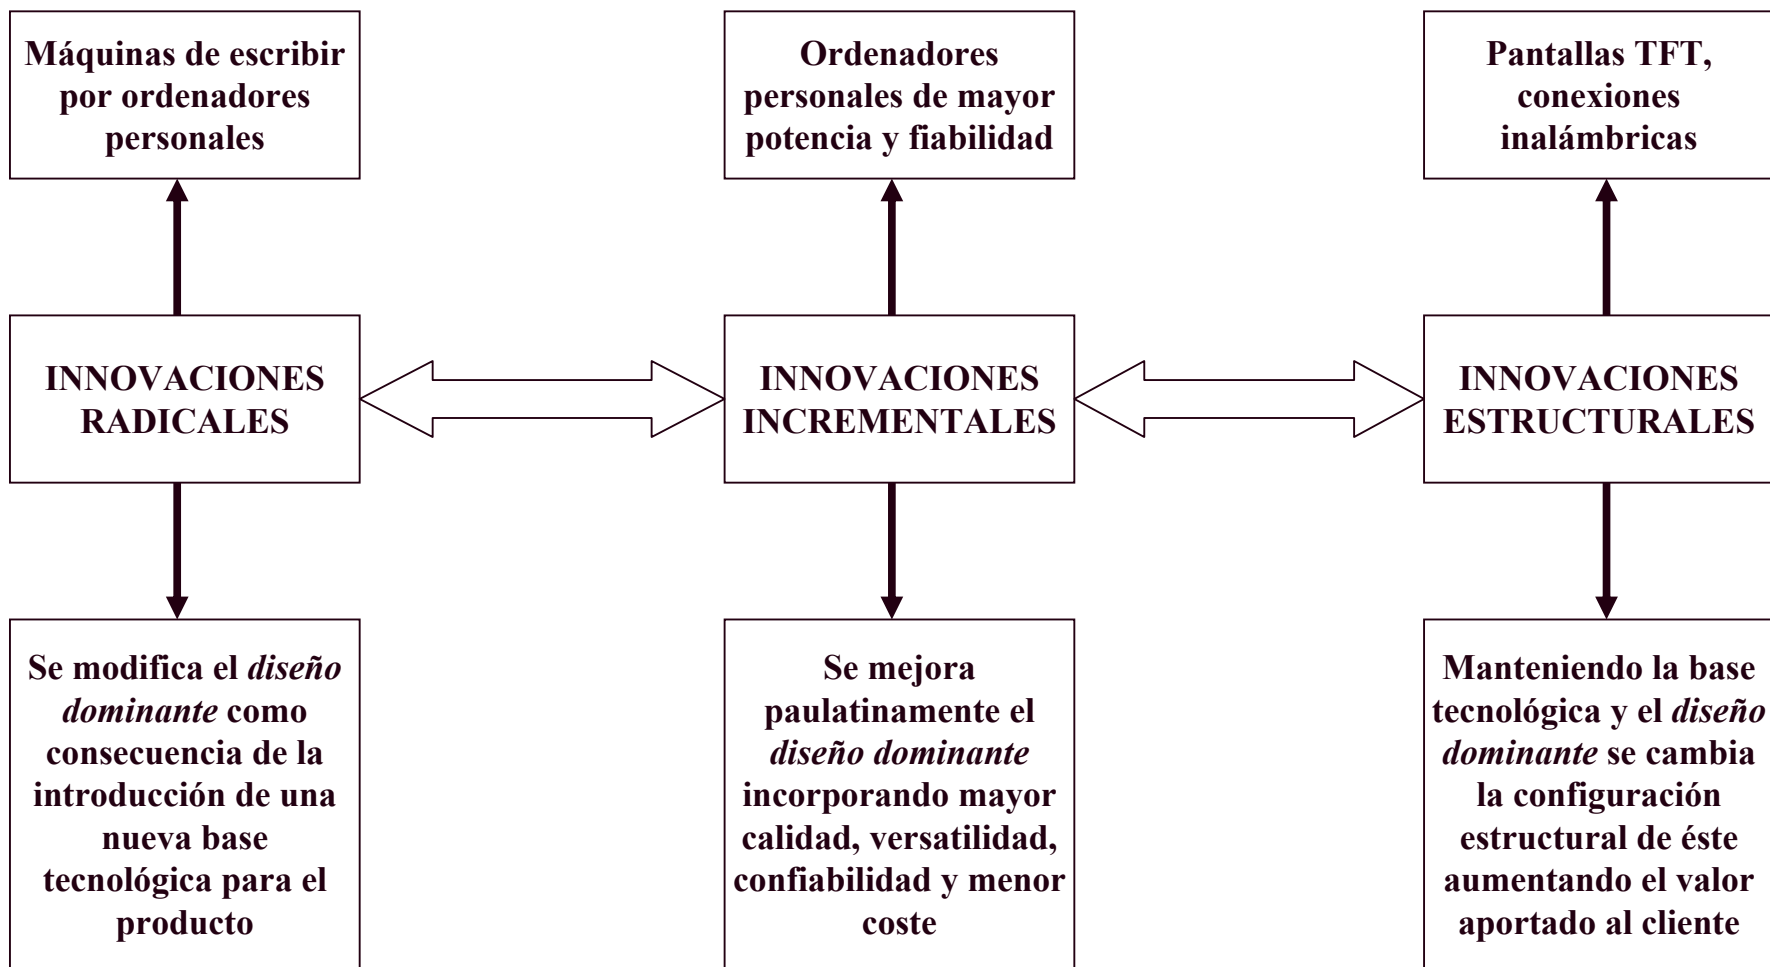 Máquinas de escribir
por ordenadores
personales
Ordenadores
personales de mayor
potencia y fiabilidad
Pantallas TFT,
conexiones
inalámbricas
INNOVACIONES
RADICALES
INNOVACIONES
INCREMENTALES
INNOVACIONES
ESTRUCTURALES
Se modifica el diseño
dominante como
consecuencia de la
introducción de una
nueva base
tecnológica para el
producto
Se mejora
paulatinamente el
diseño dominante
incorporando mayor
calidad, versatilidad,
confiabilidad y menor
coste
Manteniendo la base
tecnológica y el diseño
dominante se cambia
la configuración
estructural de éste
aumentando el valor
aportado al cliente